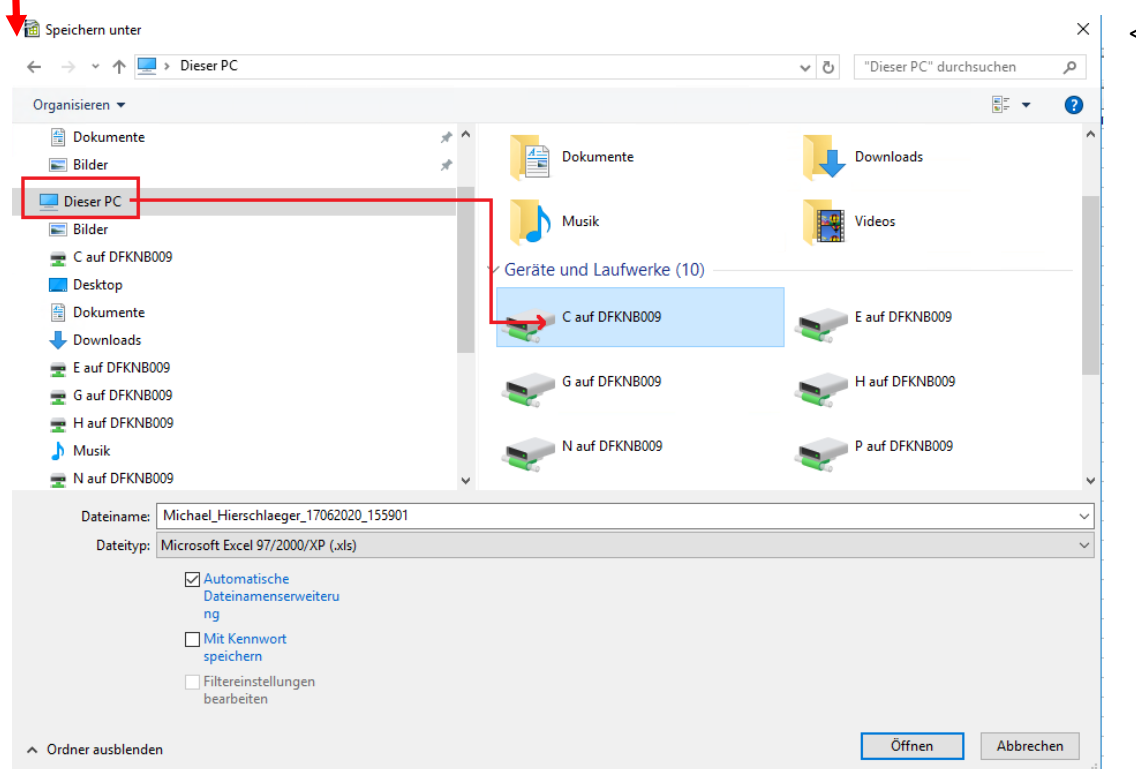 Speichern unter
Dieser PC
"Dieser PC" durchsuchen
Organisieren
Dokumente
Bilder
Dieser PC
Bilder
C auf DFKNB009
Desktop
Dokumente
Downloads
E auf DFKNB009
G auf DFKNB009
H auf DFKNB009
Musik
N auf DFKNB009
Dokumente
Downloads
Musik
Videos
Geräte und Laufwerke (10)
C auf DFKNB009
E auf DFKNB009
G auf DFKNB009
H auf DFKNB009
N auf DFKNB009
P auf DFKNB009
Dateiname: Michael_Hierschlaeger_17062020_155901
Dateityp: Microsoft Excel 97/2000/XP (.xls)
Automatische
Dateinamenserweiteru
ng
Mit Kennwort
speichern
Filtereinstellungen
bearbeiten
Ordner ausblenden
Öffnen
Abbrechen